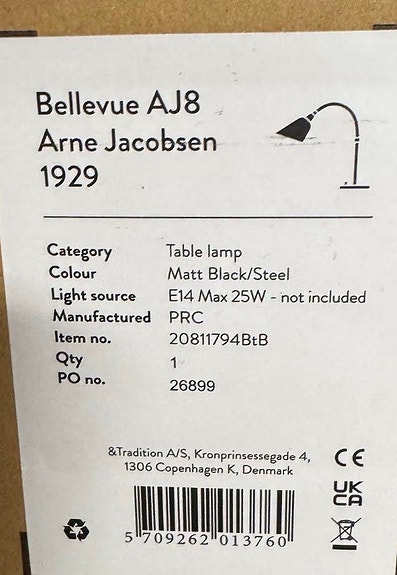 Bellevue AJ8
Arne Jacobsen
1929
Category Table lamp
Colour Matt Black/Steel
Light source E14 Max 25W - not included
Manufactured PRC
Item no. 20811794BtB
Qty 1
PO no. 26899
&Tradition A/S, Kronprinsessegade 4,
1306 Copenhagen K, Denmark
CE
UK
CA
5 709262 013760